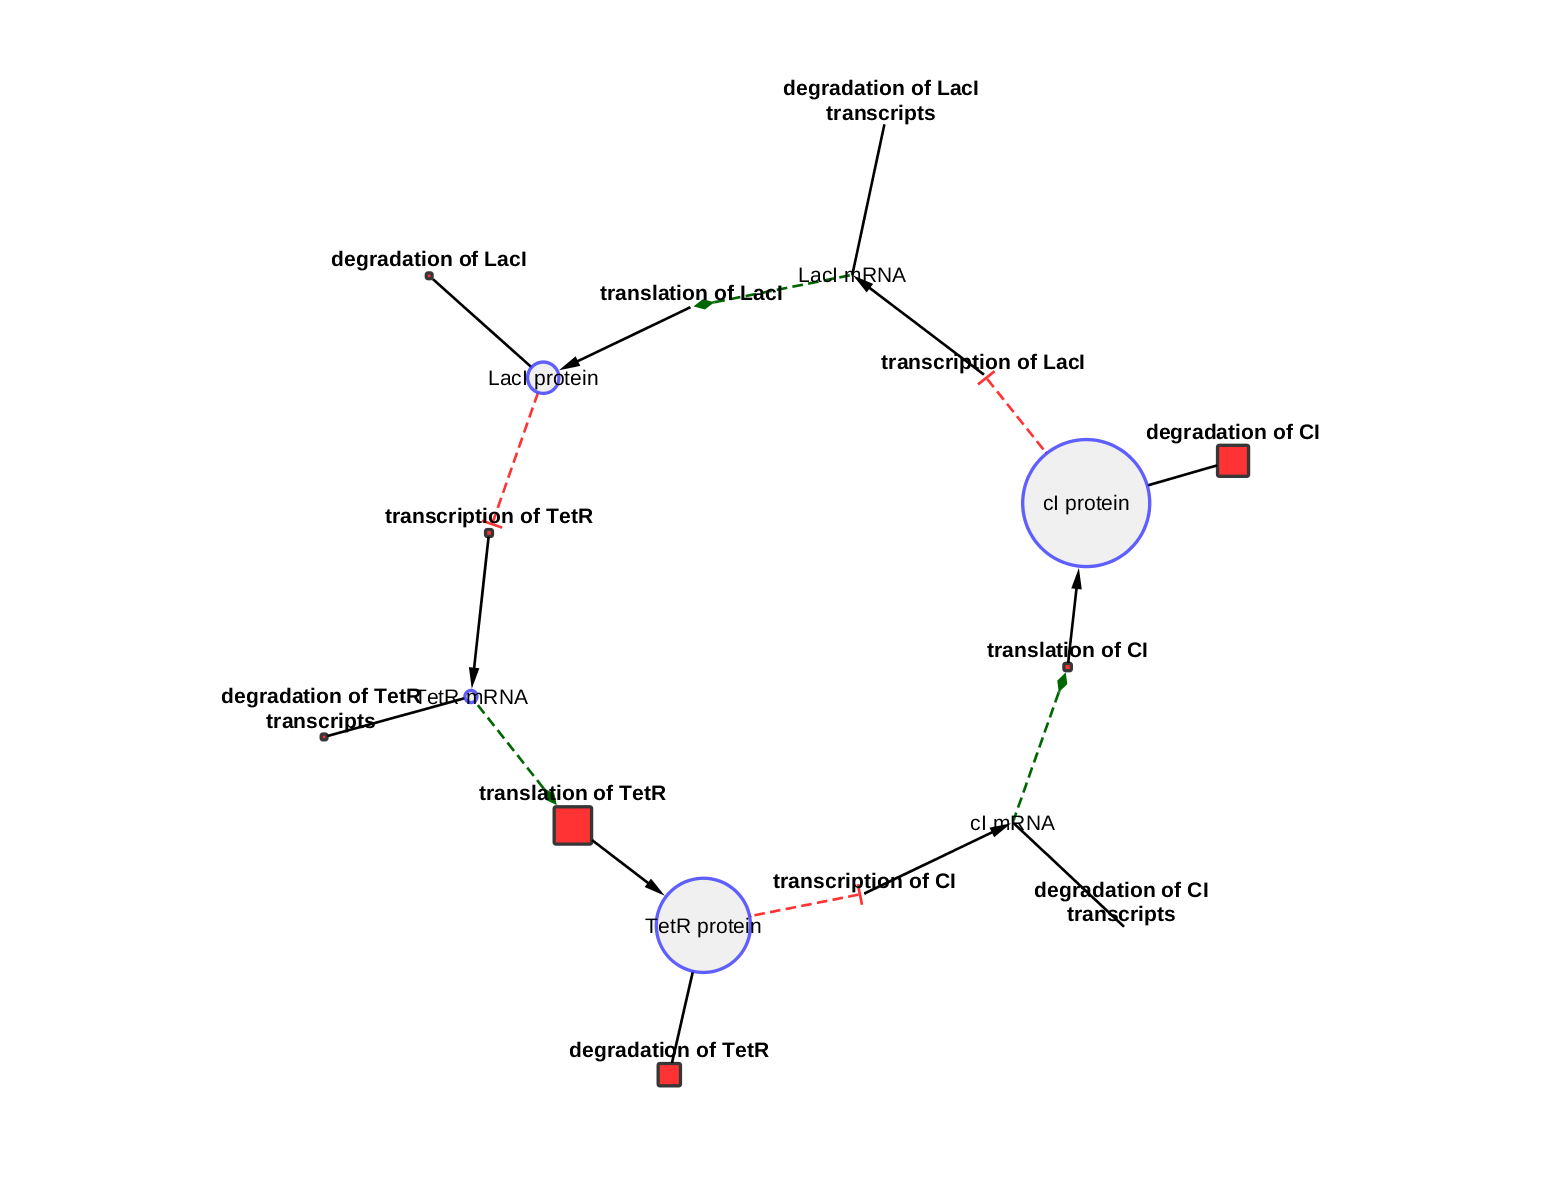 degradation of LacI
transcripts
degradation of LacI
LacI mRNA
translation of LacI
transcription of LacI
LacI protein
degradation of CI
cI protein
transcription of TetR
translation of CI
degradation of TetR
transcripts
TetR mRNA
translation of TetR
cI mRNA
transcription of CI
degradation of CI
transcripts
TetR protein
degradation of TetR